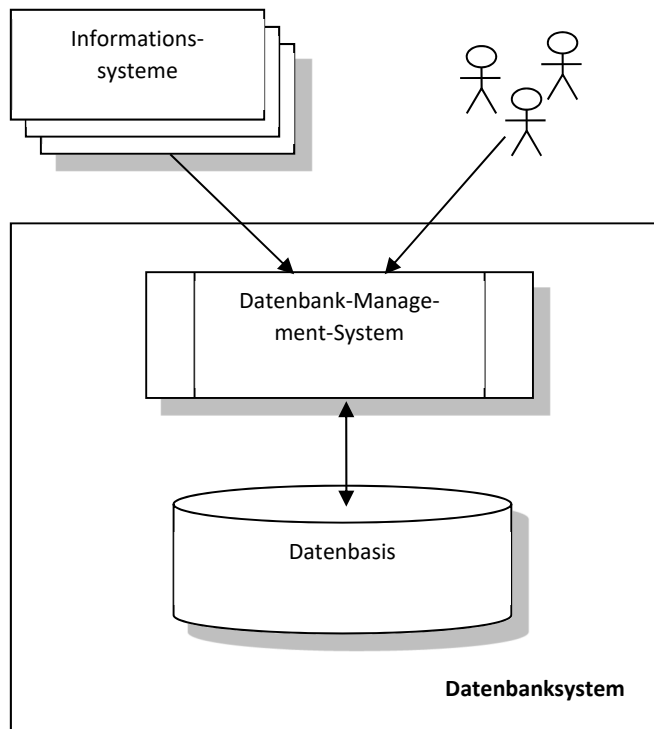 Informations-
systeme
Datenbank-Manage-
ment-System
Datenbasis
Datenbanksystem